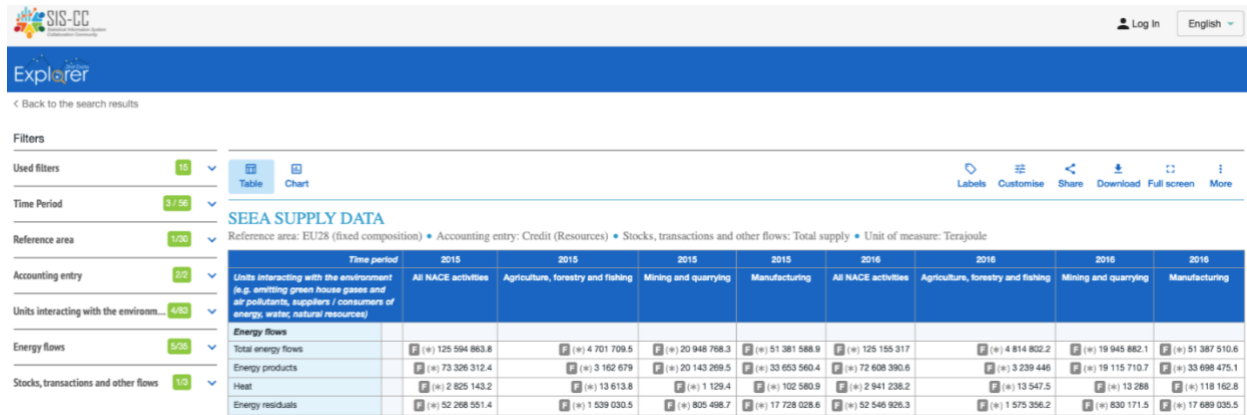 SIS-CC
Statistical Information System
Collaboration Community
Log In
English
Explorer
< Back to the search results
Filters
Used filters 15
Time Period 3 / 56
Reference area 1/30
Accounting entry 2/2
Units interacting with the environm... 4/83
Energy flows 5/35
Stocks, transactions and other flows 1/3
Table Chart Labels Customise Share Download Full screen More
SEEA SUPPLY DATA
Reference area: EU28 (fixed composition) • Accounting entry: Credit (Resources) • Stocks, transactions and other flows: Total supply • Unit of measure: Terajoule
Time period 2015 2015 2015 2015 2016 2016 2016 2016
Units interacting with the environment All NACE activities Agriculture, forestry and fishing Mining and quarrying Manufacturing All NACE activities Agriculture, forestry and fishing Mining and quarrying Manufacturing
(e.g. emitting green house gases and
air pollutants, suppliers / consumers of
energy, water, natural resources)
Energy flows
Total energy flows F (*) 125 594 863.8 F (*) 4 701 709.5 F (*) 20 948 768.3 F (*) 51 381 588.9 F (*) 125 155 317 F (*) 4 814 802.2 F (*) 19 945 882.1 F (*) 51 387 510.6
Energy products F (*) 73 326 312.4 F (*) 3 162 679 F (*) 20 143 269.5 F (*) 33 653 560.4 F (*) 72 608 390.6 F (*) 3 239 446 F (*) 19 115 710.7 F (*) 33 698 475.1
Heat F (*) 2 825 143.2 F (*) 13 613.8 F (*) 1 129.4 F (*) 102 580.9 F (*) 2 941 238.2 F (*) 13 547.5 F (*) 13 288 F (*) 118 162.8
Energy residuals F (*) 52 268 551.4 F (*) 1 539 030.5 F (*) 805 498.7 F (*) 17 728 028.6 F (*) 52 546 926.3 F (*) 1 575 356.2 F (*) 830 171.5 F (*) 17 689 035.5